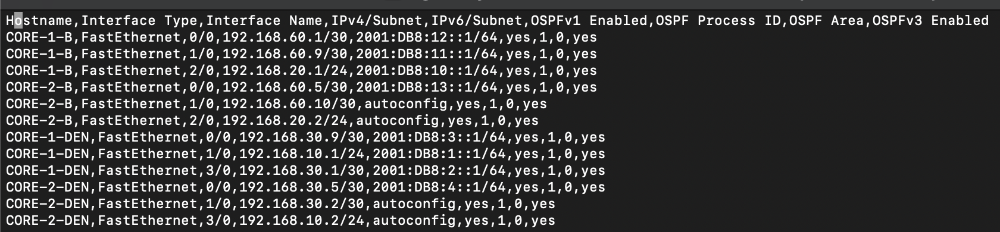 Hostname,Interface Type,Interface Name,IPv4/Subnet,IPv6/Subnet,OSPFv1 Enabled,OSPF Process ID,OSPF Area,OSPFv3 Enabled
CORE-1-B,FastEthernet,0/0,192.168.60.1/30,2001:DB8:12::1/64,yes,1,0,yes
CORE-1-B,FastEthernet,1/0,192.168.60.9/30,2001:DB8:11::1/64,yes,1,0,yes
CORE-1-B,FastEthernet,2/0,192.168.20.1/24,2001:DB8:10::1/64,yes,1,0,yes
CORE-2-B,FastEthernet,0/0,192.168.60.5/30,2001:DB8:13::1/64,yes,1,0,yes
CORE-2-B,FastEthernet,1/0,192.168.60.10/30,autoconfig,yes,1,0,yes
CORE-2-B,FastEthernet,2/0,192.168.20.2/24,autoconfig,yes,1,0,yes
CORE-1-DEN,FastEthernet,0/0,192.168.30.9/30,2001:DB8:3::1/64,yes,1,0,yes
CORE-1-DEN,FastEthernet,1/0,192.168.10.1/24,2001:DB8:1::1/64,yes,1,0,yes
CORE-1-DEN,FastEthernet,3/0,192.168.30.1/30,2001:DB8:2::1/64,yes,1,0,yes
CORE-2-DEN,FastEthernet,0/0,192.168.30.5/30,2001:DB8:4::1/64,yes,1,0,yes
CORE-2-DEN,FastEthernet,1/0,192.168.30.2/30,autoconfig,yes,1,0,yes
CORE-2-DEN,FastEthernet,3/0,192.168.10.2/24,autoconfig,yes,1,0,yes